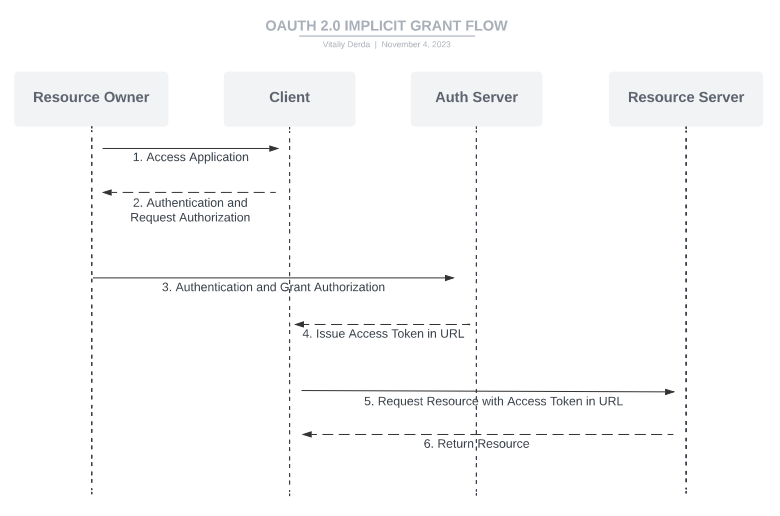 OAUTH 2.0 IMPLICIT GRANT FLOW
Vitaliy Derda | November 4, 2023
Resource Owner
Client
Auth Server
Resource Server
1. Access Application
2. Authentication and
Request Authorization
3. Authentication and Grant Authorization
4. Issue Access Token in URL
5. Request Resource with Access Token in URL
6. Return Resource